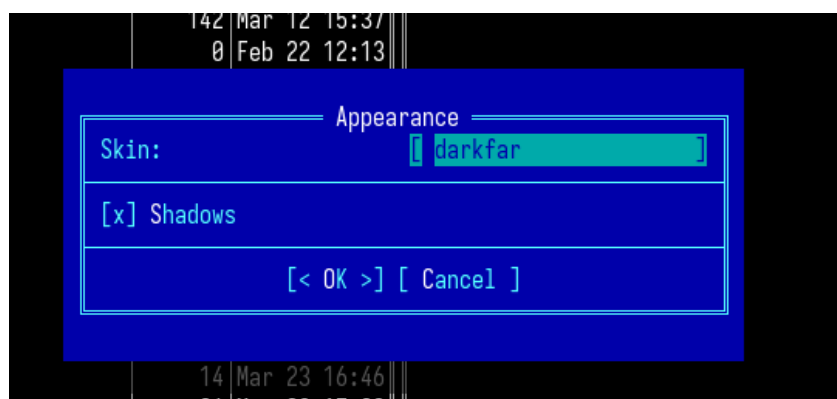 142 Mar 12 15:37
0 Feb 22 12:13
Appearance
Skin: [ darkfar ]
[x] Shadows
[< OK >] [ Cancel ]
14 Mar 23 16:46